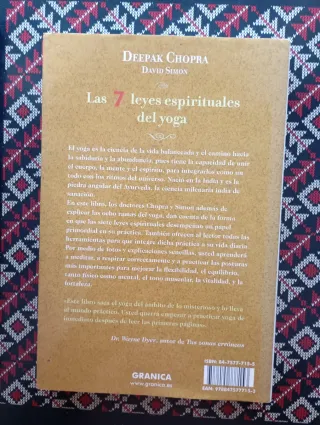 DEEPAK CHOPRA
DAVID SIMON
Las 7 leyes espirituales
del yoga
El yoga es la ciencia de la vida balanceada y el camino hacia
la sabiduría y la abundancia, pues tiene la capacidad de unir
el cuerpo, la mente y el espíritu, para integrarlos como un
todo con los ritmos del universo. Nació en la India y es la
piedra angular del Ayurveda, la ciencia milenaria india de
sanación.
En este libro, los doctores Chopra y Simon además de
explicar las ocho ramas del yoga, dan cuenta de la forma
en que las siete leyes espirituales desempeñan un papel
primordial en su práctica. También ofrecen al lector todas las
herramientas para que integre dicha práctica a su vida diaria.
Por medio de fotos y explicaciones sencillas, usted aprenderá
a meditar, a respirar correctamente y a practicar las posturas
más importantes para mejorar la flexibilidad, el equilibrio,
tanto físico como mental, el tono muscular, la vitalidad, y la
fortaleza.
«Este libro saca el yoga del ámbito de lo misterioso y lo lleva
al mundo práctico. Usted querrá empezar a practicar yoga de
inmediato después de leer las primeras páginas».
Dr. Wayne Dyer, autor de Tus zonas erróneas
GRANICA
www.granica.es